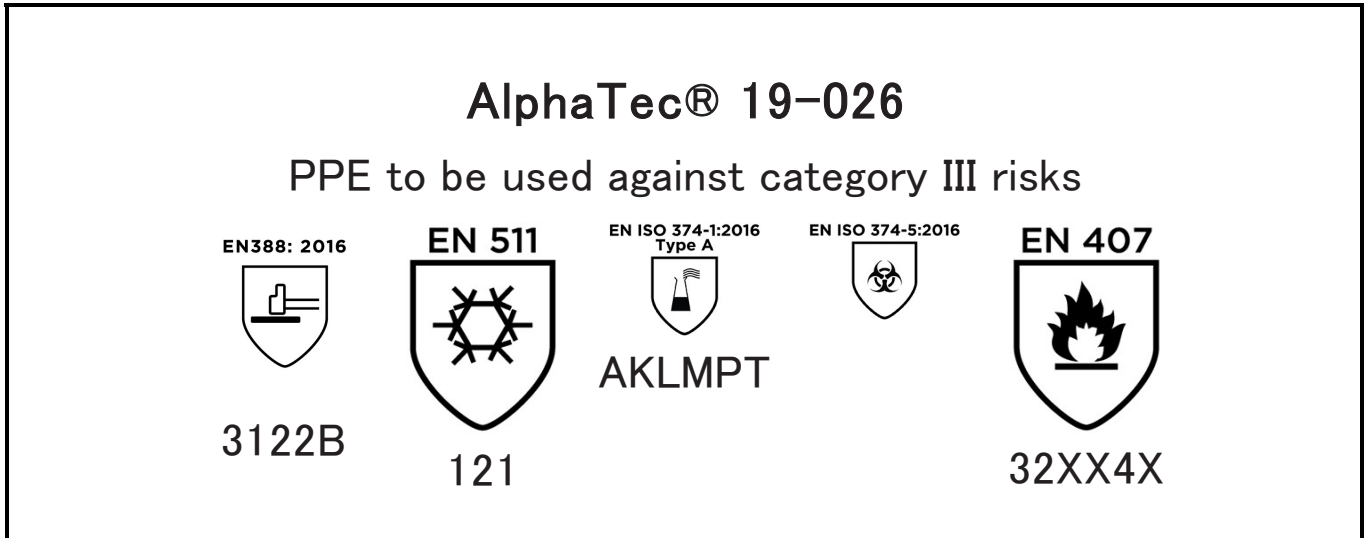 AlphaTec® 19-026
PPE to be used against category III risks
EN388: 2016
3122B
EN 511
121
EN ISO 374-1:2016
Type A
AKLMPT
EN ISO 374-5:2016
EN 407
32XX4X